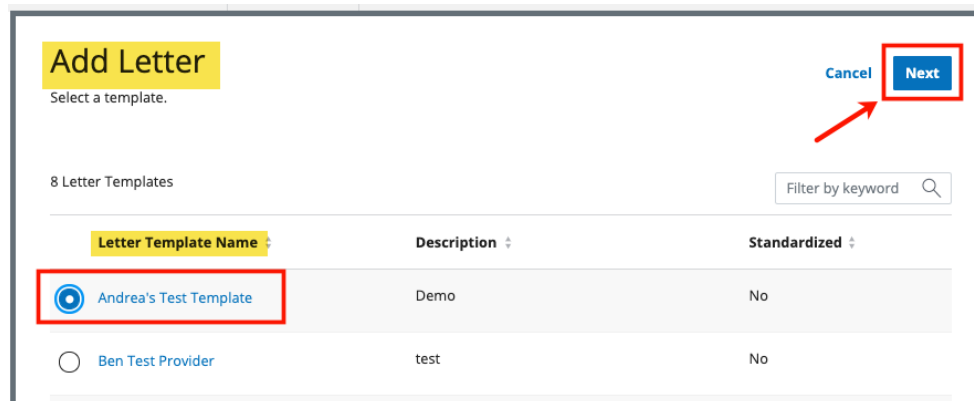 Add Letter
Cancel Next
Select a template.
8 Letter Templates
Filter by keyword
Letter Template Name Description Standardized
Andrea's Test Template Demo No
Ben Test Provider test No